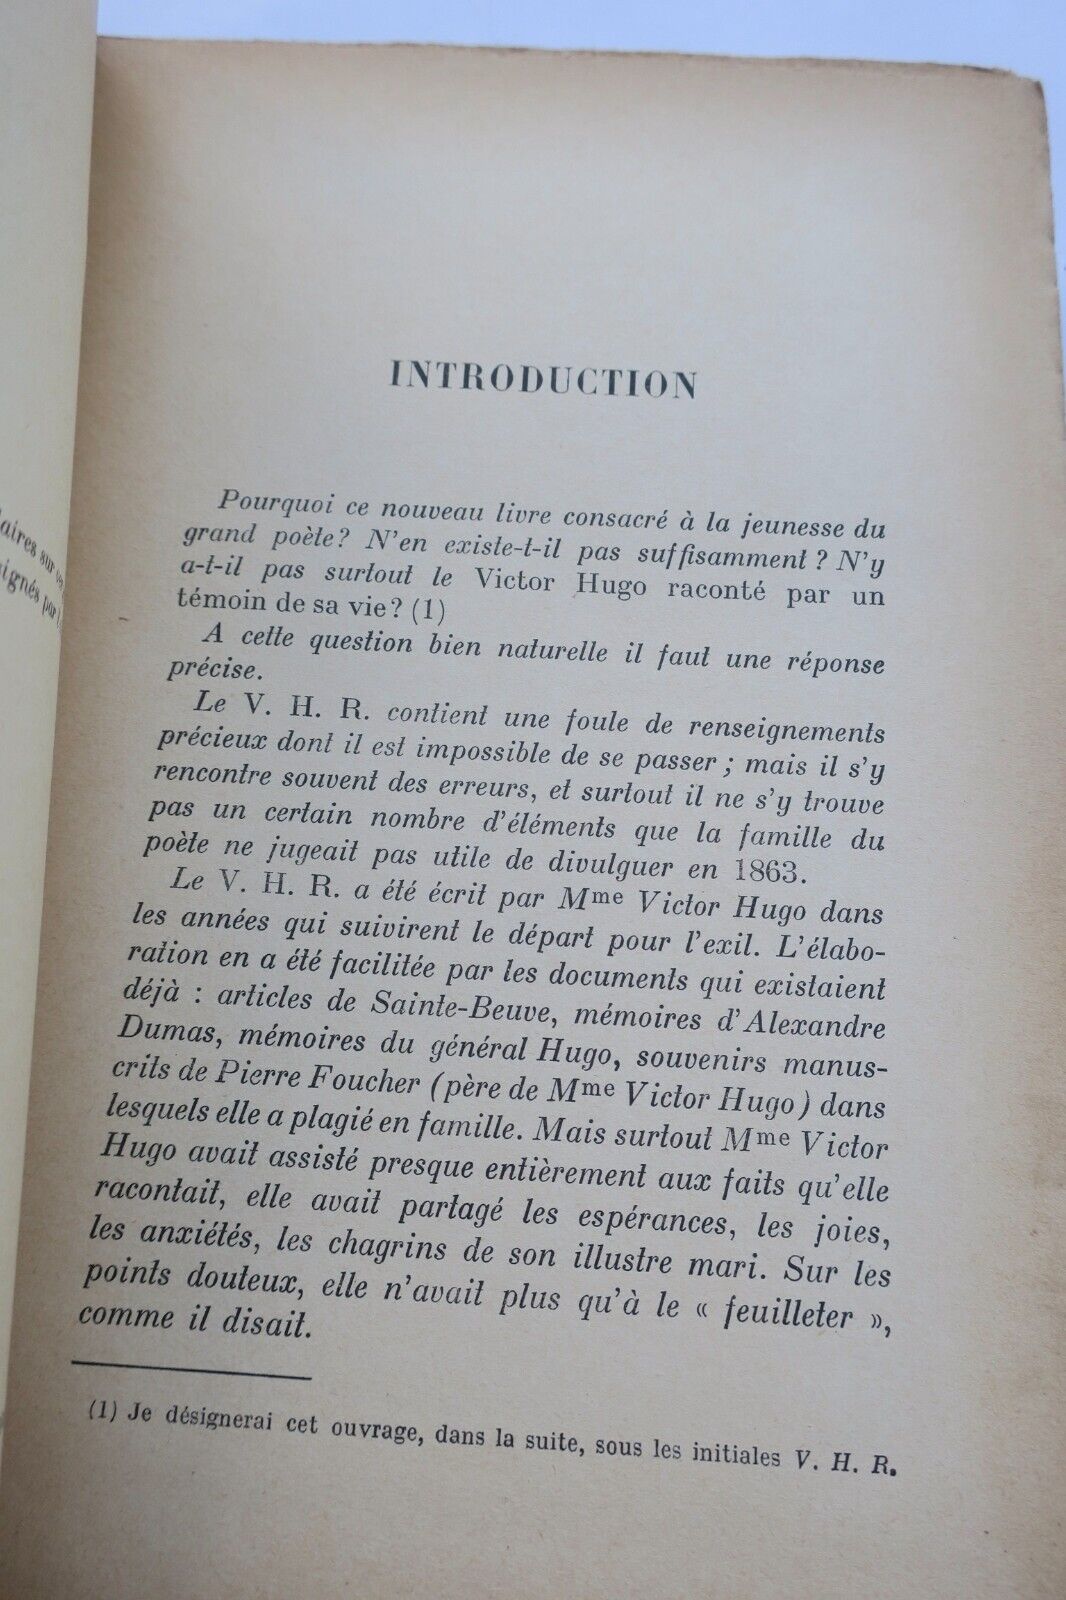 laires sur
ignés par
INTRODUCTION
Pourquoi ce nouveau livre consacré à la jeunesse du
grand poète? N'en existe-t-il pas suffisamment? N'y
a-t-il pas surtout le Victor Hugo raconté par un
témoin de sa vie? (1)
A cette question bien naturelle il faut une réponse
précise.
Le V. H. R. contient une foule de renseignements
précieux dont il est impossible de se passer; mais il s'y
rencontre souvent des erreurs, et surtout il ne s'y trouve
pas un certain nombre d'éléments que la famille du
poète ne jugeait pas utile de divulguer en 1863.
Le V. H. R. a été écrit par Mme Victor Hugo dans
les années qui suivirent le départ pour l'exil. L'élabo-
ration en a été facilitée par les documents qui existaient
déjà : articles de Sainte-Beuve, mémoires d'Alexandre
Dumas, mémoires du général Hugo, souvenirs manus-
crits de Pierre Foucher (père de Mme Victor Hugo) dans
lesquels elle a plagié en famille. Mais surtout Mme Victor
Hugo avait assisté presque entièrement aux faits qu'elle
racontait, elle avait partagé les espérances, les joies,
les anxiétés, les chagrins de son illustre mari. Sur les
points douteux, elle n'avait plus qu'à le « feuilleter »,
comme il disait.
(1) Je désignerai cet ouvrage, dans la suite, sous les initiales V. H. R.